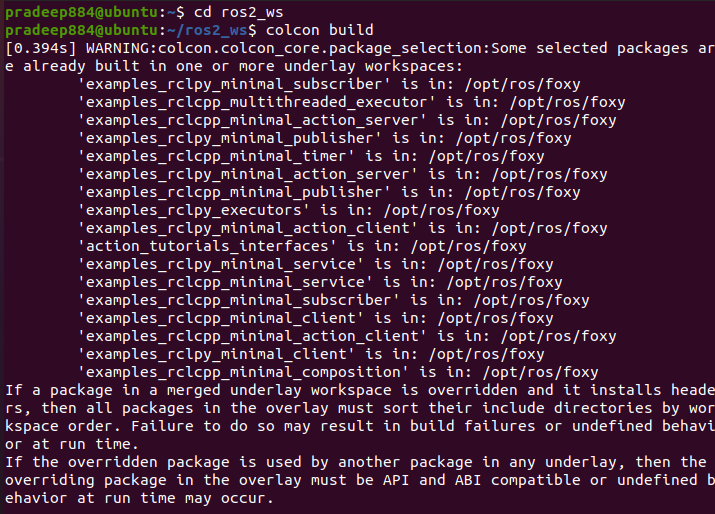 pradeep884@ubuntu:~$ cd ros2_ws
pradeep884@ubuntu:~/ros2_ws$ colcon build
[0.394s] WARNING:colcon.colcon_core.package_selection:Some selected packages ar
e already built in one or more underlay workspaces:
'examples_rclpy_minimal_subscriber' is in: /opt/ros/foxy
'examples_rclcpp_multithreaded_executor' is in: /opt/ros/foxy
'examples_rclcpp_minimal_action_server' is in: /opt/ros/foxy
'examples_rclpy_minimal_publisher' is in: /opt/ros/foxy
'examples_rclcpp_minimal_timer' is in: /opt/ros/foxy
'examples_rclpy_minimal_action_server' is in: /opt/ros/foxy
'examples_rclcpp_minimal_publisher' is in: /opt/ros/foxy
'examples_rclpy_executors' is in: /opt/ros/foxy
'examples_rclpy_minimal_action_client' is in: /opt/ros/foxy
'action_tutorials_interfaces' is in: /opt/ros/foxy
'examples_rclpy_minimal_service' is in: /opt/ros/foxy
'examples_rclcpp_minimal_service' is in: /opt/ros/foxy
'examples_rclcpp_minimal_subscriber' is in: /opt/ros/foxy
'examples_rclcpp_minimal_client' is in: /opt/ros/foxy
'examples_rclcpp_minimal_action_client' is in: /opt/ros/foxy
'examples_rclpy_minimal_client' is in: /opt/ros/foxy
'examples_rclcpp_minimal_composition' is in: /opt/ros/foxy
If a package in a merged underlay workspace is overridden and it installs heade
rs, then all packages in the overlay must sort their include directories by wor
kspace order. Failure to do so may result in build failures or undefined behavi
or at run time.
If the overridden package is used by another package in any underlay, then the
overriding package in the overlay must be API and ABI compatible or undefined b
ehavior at run time may occur.